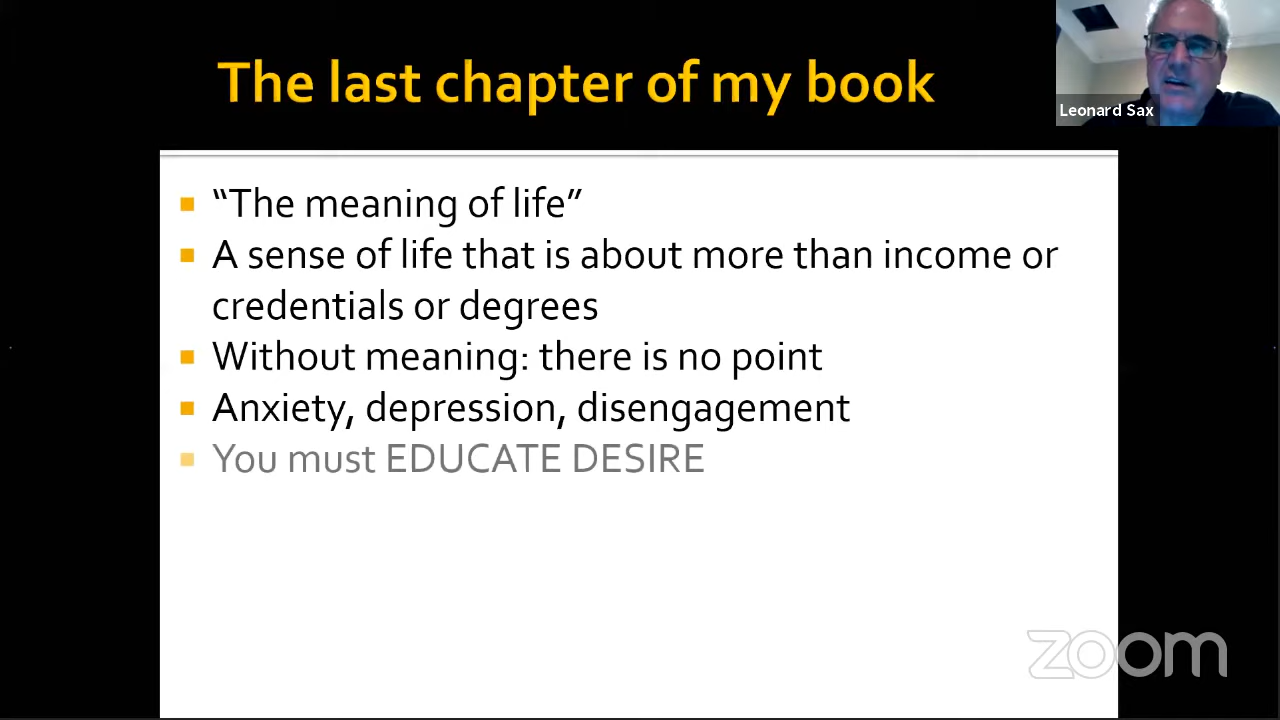 The last chapter of my book
Leonard Sax
“The meaning of life”
A sense of life that is about more than income or
credentials or degrees
Without meaning: there is no point
Anxiety, depression, disengagement
You must EDUCATE DESIRE
zoom